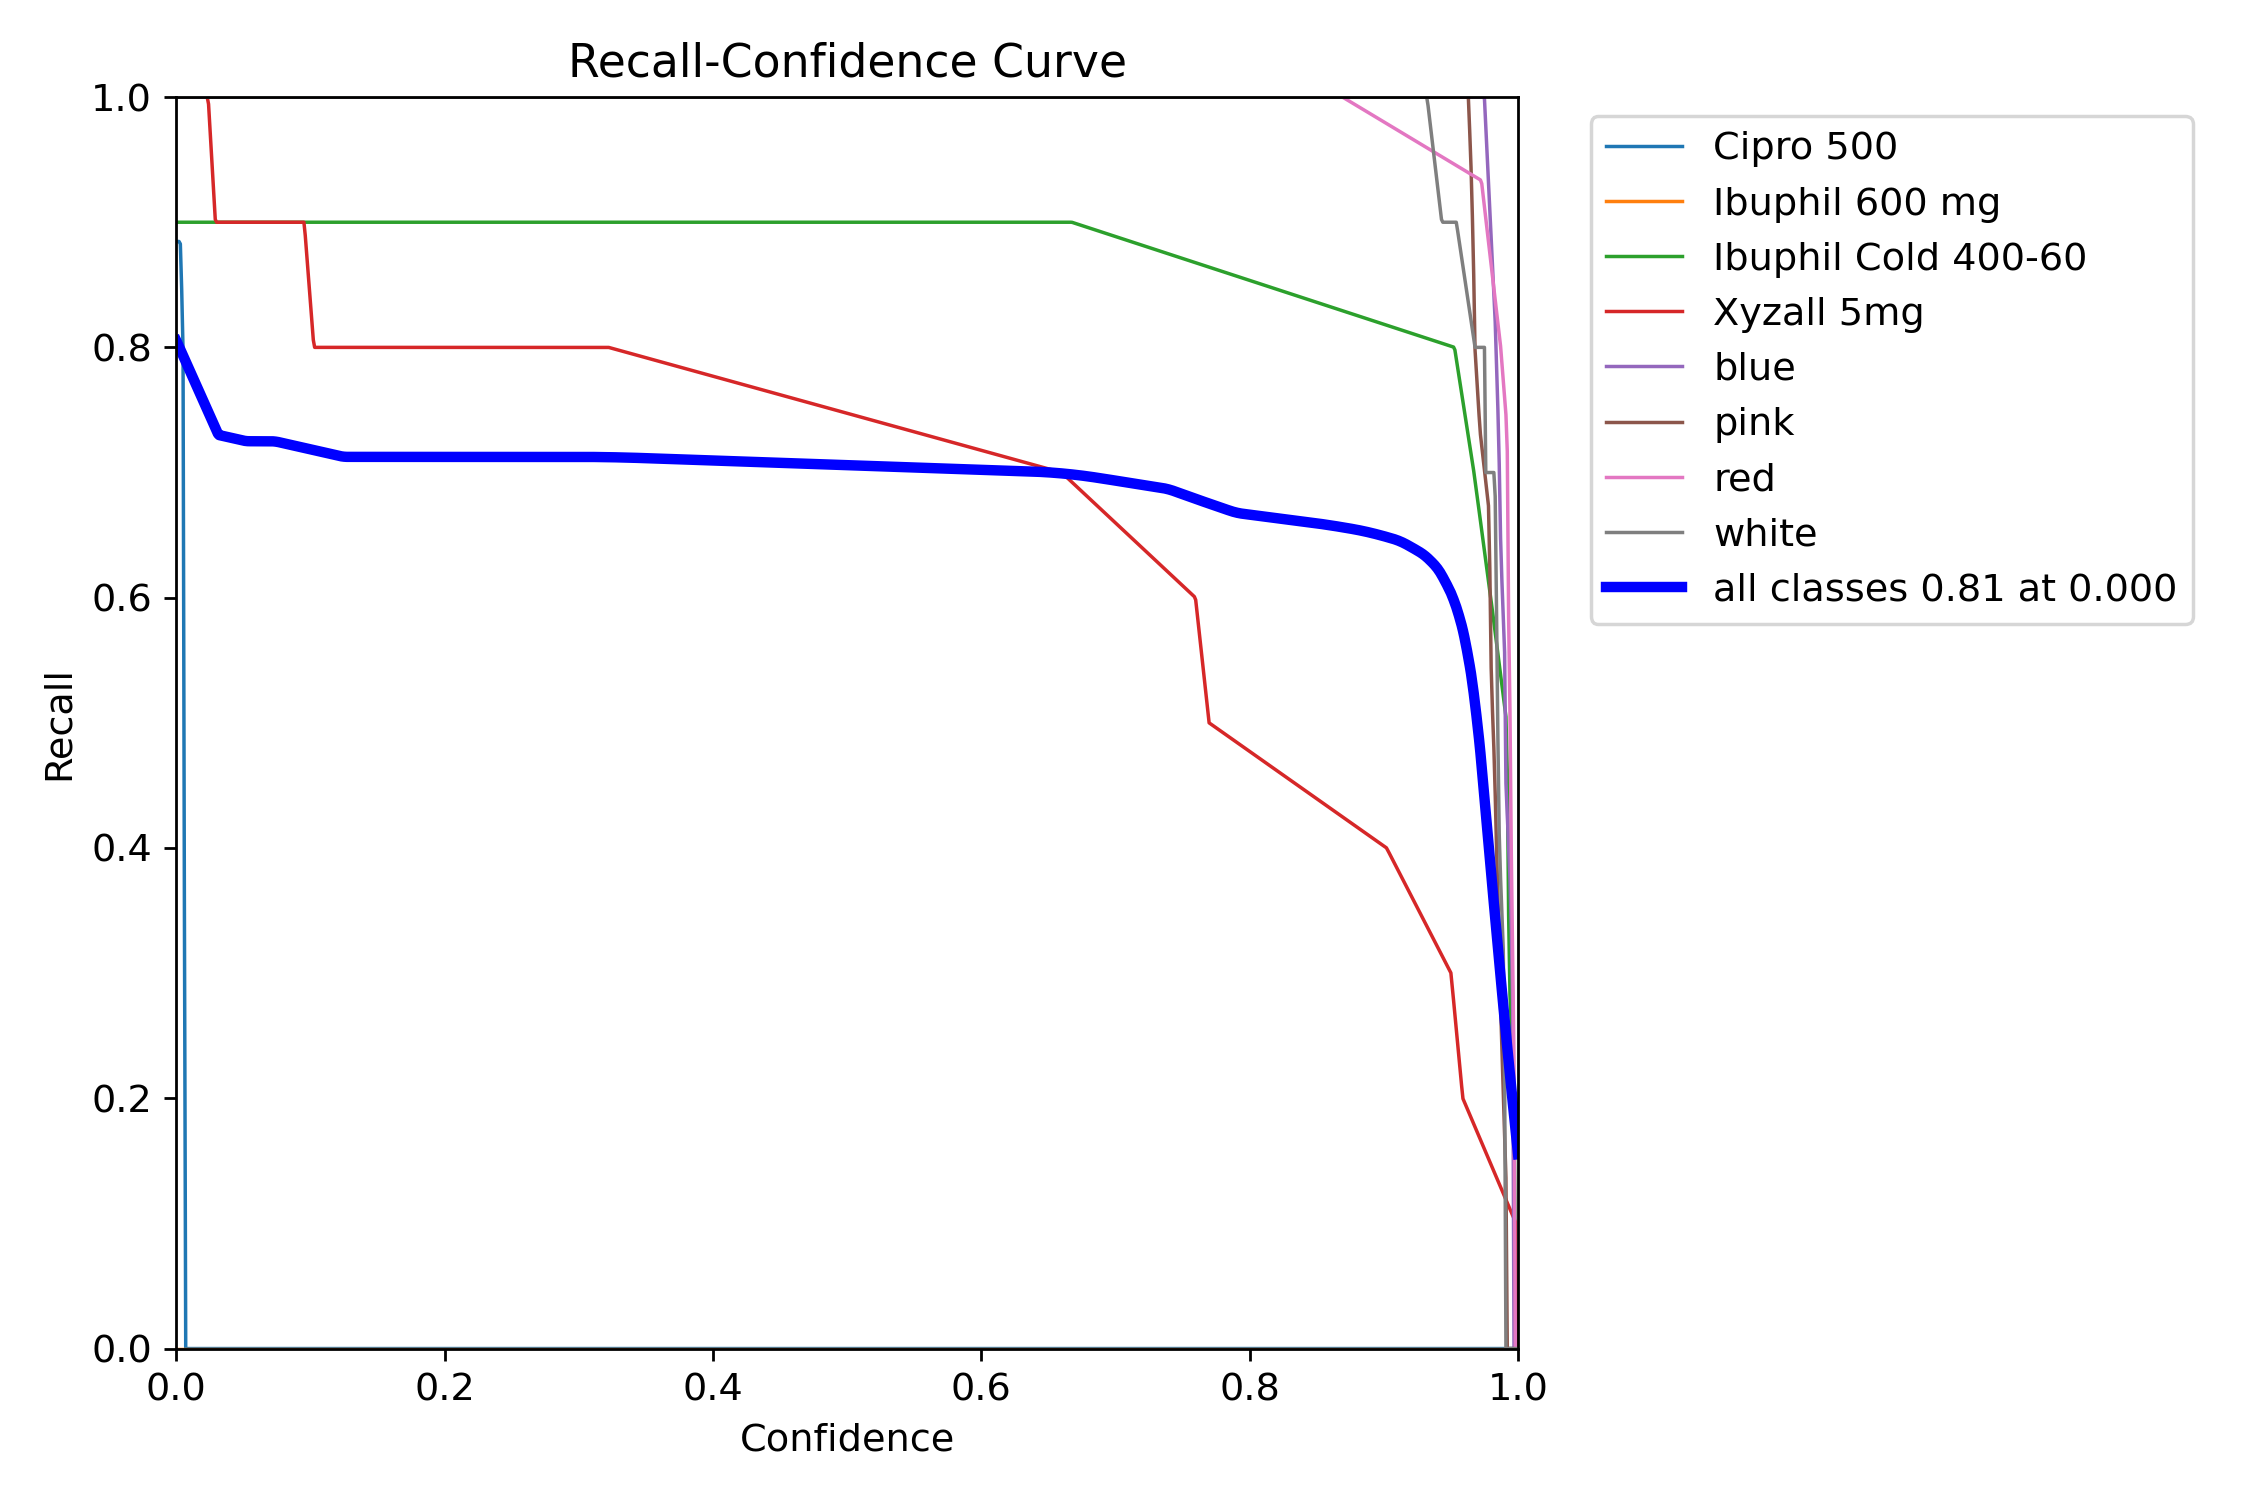 Recall-Confidence Curve
1.0
0.8
0.6
0.4
0.2
0.0
Recall
0.0 0.2 0.4 0.6 0.8 1.0
Confidence
Cipro 500
Ibuphil 600 mg
Ibuphil Cold 400-60
Xyzall 5mg
blue
pink
red
white
all classes 0.81 at 0.000